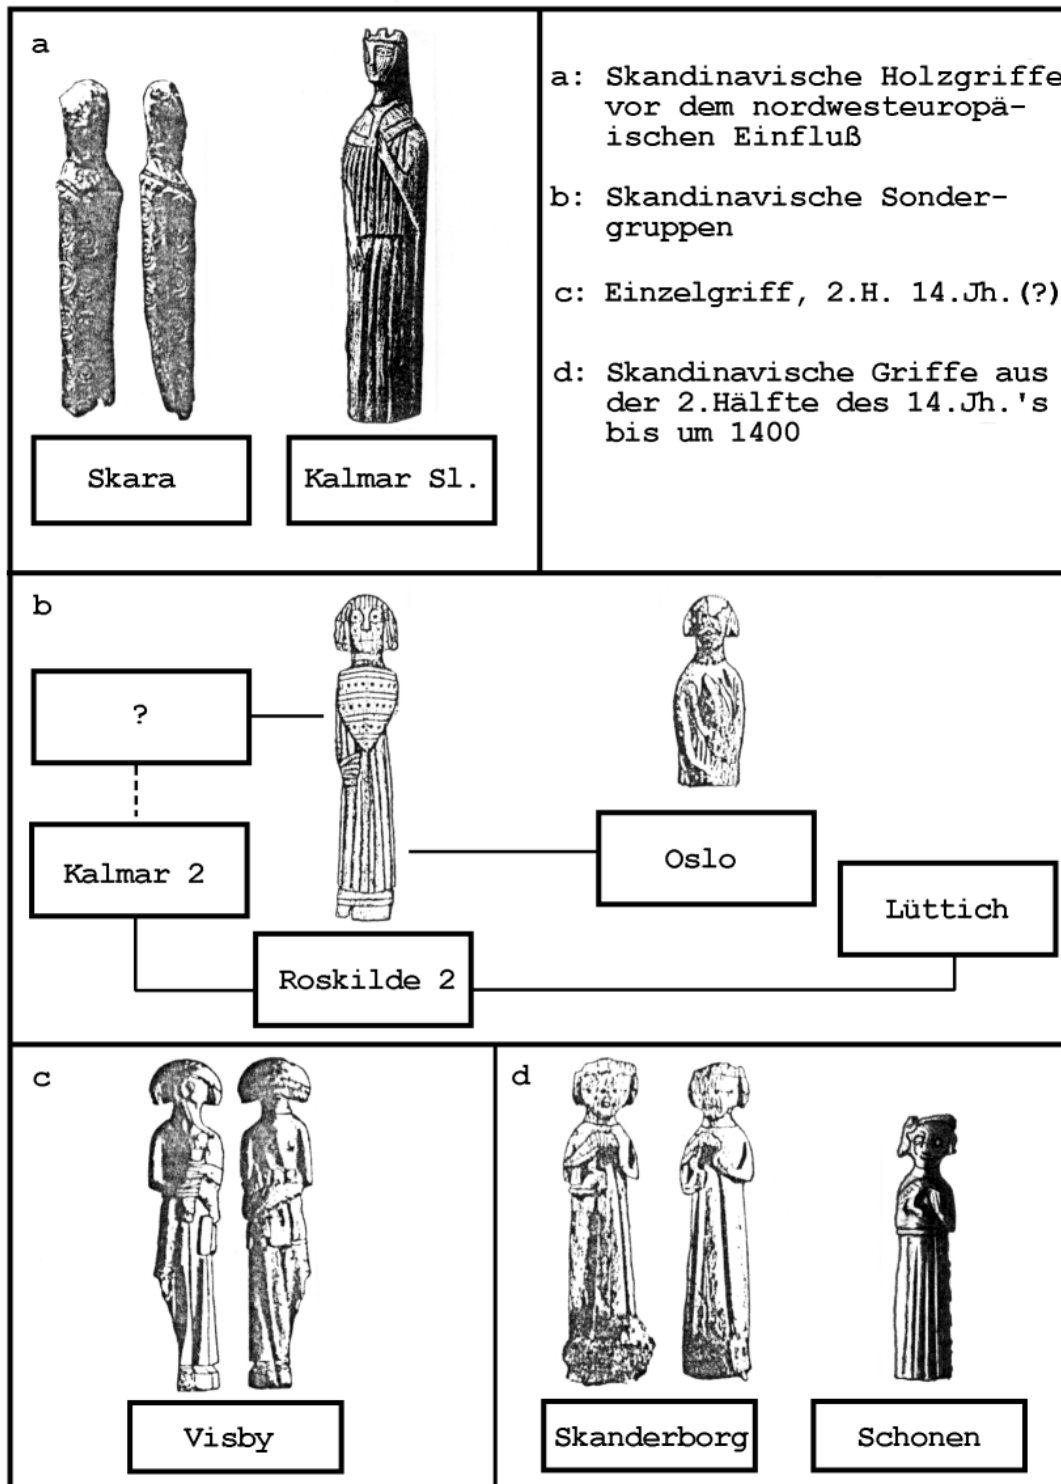 a
a: Skandinavische Holzgriffe
vor dem nordwesteuropä-
ischen Einfluß
b: Skandinavische Sonder-
gruppen
c: Einzelgriff, 2.H. 14.Jh.(?)
d: Skandinavische Griffe aus
der 2.Hälfte des 14.Jh.'s
bis um 1400
Skara
Kalmar Sl.
b
?
Kalmar 2
Oslo
Lüttich
Roskilde 2
c
Visby
d
Skanderborg
Schonen